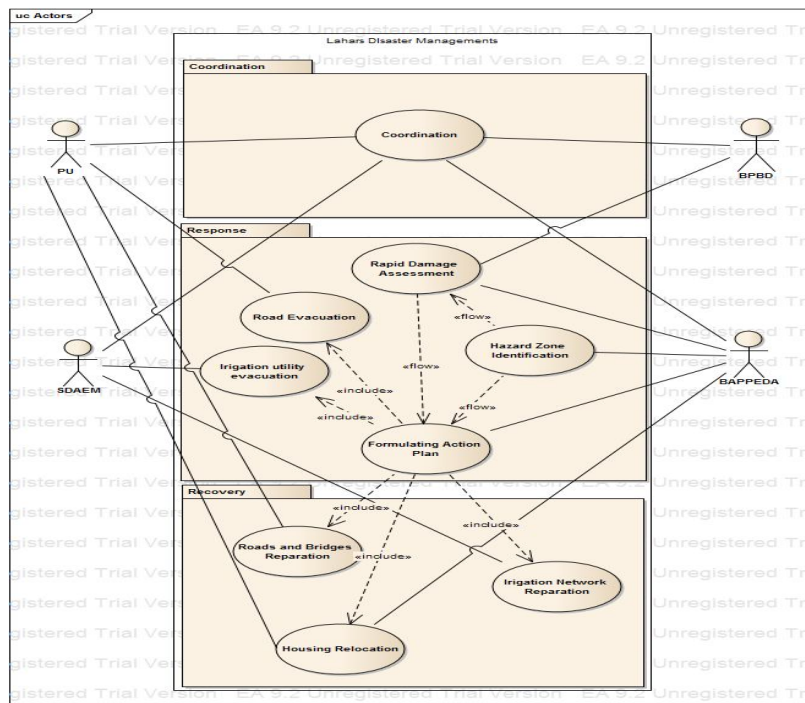 uc Actors
EA 9.2 Unregistered Trial Version
Lahars Disaster Managements
Coordination
Coordination
PU
BPBD
Response
Rapid Damage
Assessment
Road Evacuation
«flow»
Hazard Zone
Identification
Irigation utility
evacuation
«flow»
SDAEM
BAPPEDA
«include»
«include»
«flow»
Formulating Action
Plan
Recovery
«include»
«include»
«include»
Roads and Bridges
Reparation
Irigation Network
Reparation
Housing Relocation